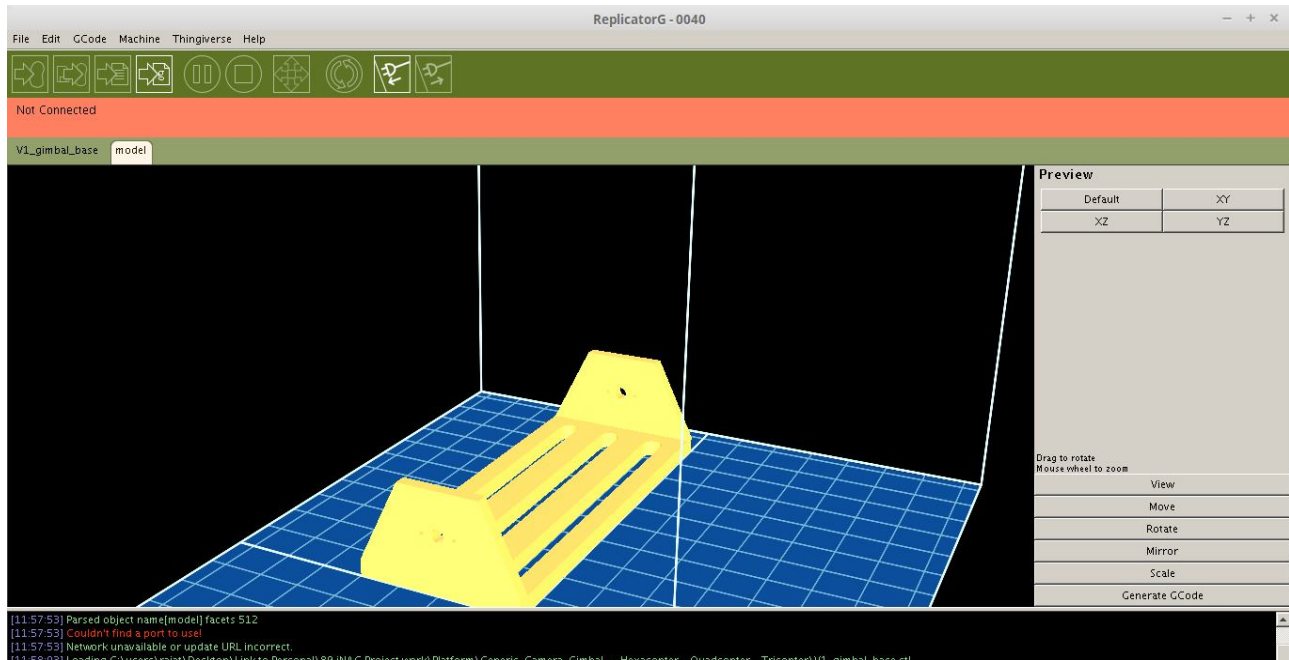 ReplicatorG - 0040
File Edit GCode Machine Thingiverse Help
Not Connected
V1_gimbal_base model
Preview
Default XY
XZ YZ
Drag to rotate
Mouse wheel to zoom
View
Move
Rotate
Mirror
Scale
Generate GCode
[11:57:53] Parsed object name[model] facets 512
[11:57:53] Couldn't find a port to use!
[11:57:53] Network unavailable or update URL incorrect.